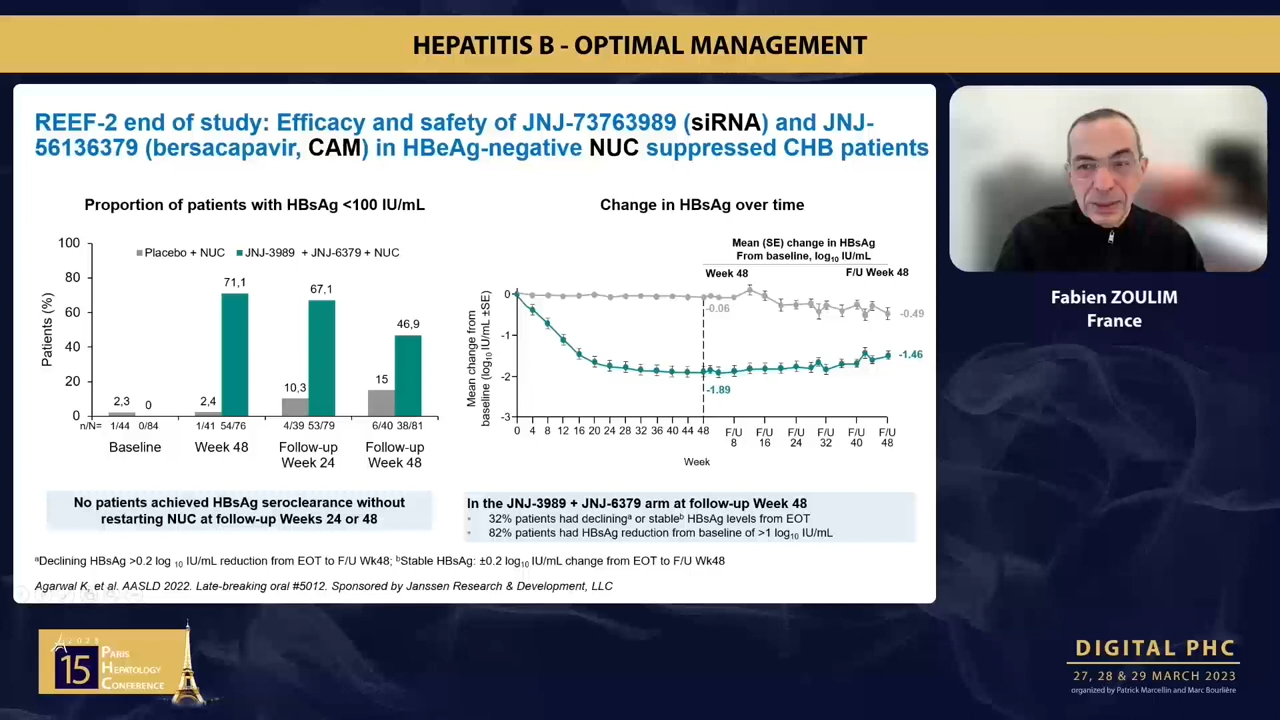 HEPATITIS B - OPTIMAL MANAGEMENT
REEF-2 end of study: Efficacy and safety of JNJ-73763989 (siRNA) and JNJ-
56136379 (bersacapavir, CAM) in HBeAg-negative NUC suppressed CHB patients
Proportion of patients with HBsAg <100 IU/mL
Placebo + NUC
JNJ-3989 + JNJ-6379 + NUC
Patients (%)
100
80
60
40
20
0
2,3
0
2,4
71,1
10,3
67,1
15
46,9
n/N=
1/44 0/84
1/41 54/76
4/39 53/79
6/40 38/81
Baseline
Week 48
Follow-up
Week 24
Follow-up
Week 48
No patients achieved HBsAg seroclearance without
restarting NUC at follow-up Weeks 24 or 48
Change in HBsAg over time
Mean (SE) change in HBsAg
From baseline, log10 IU/mL
Week 48
F/U Week 48
Mean change from
baseline (log10 IU/mL ±SE)
0
-1
-2
-3
-0.06
-0.49
-1.89
-1.46
0 4 8 12 16 20 24 28 32 36 40 44 48
F/U
8
F/U
16
F/U
24
F/U
32
F/U
40
F/U
48
Week
In the JNJ-3989 + JNJ-6379 arm at follow-up Week 48
• 32% patients had decliningᵃ or stableᵇ HBsAg levels from EOT
• 82% patients had HBsAg reduction from baseline of >1 log10 IU/mL
ᵃDeclining HBsAg >0.2 log 10 IU/mL reduction from EOT to F/U Wk48; ᵇStable HBsAg: ±0.2 log10 IU/mL change from EOT to F/U Wk48
Agarwal K, et al. AASLD 2022. Late-breaking oral #5012. Sponsored by Janssen Research & Development, LLC
Fabien ZOULIM
France
2023
15
PARIS
HEPATOLOGY
CONFERENCE
DIGITAL PHC
27, 28 & 29 MARCH 2023
organized by Patrick Marcellin and Marc Bourlière